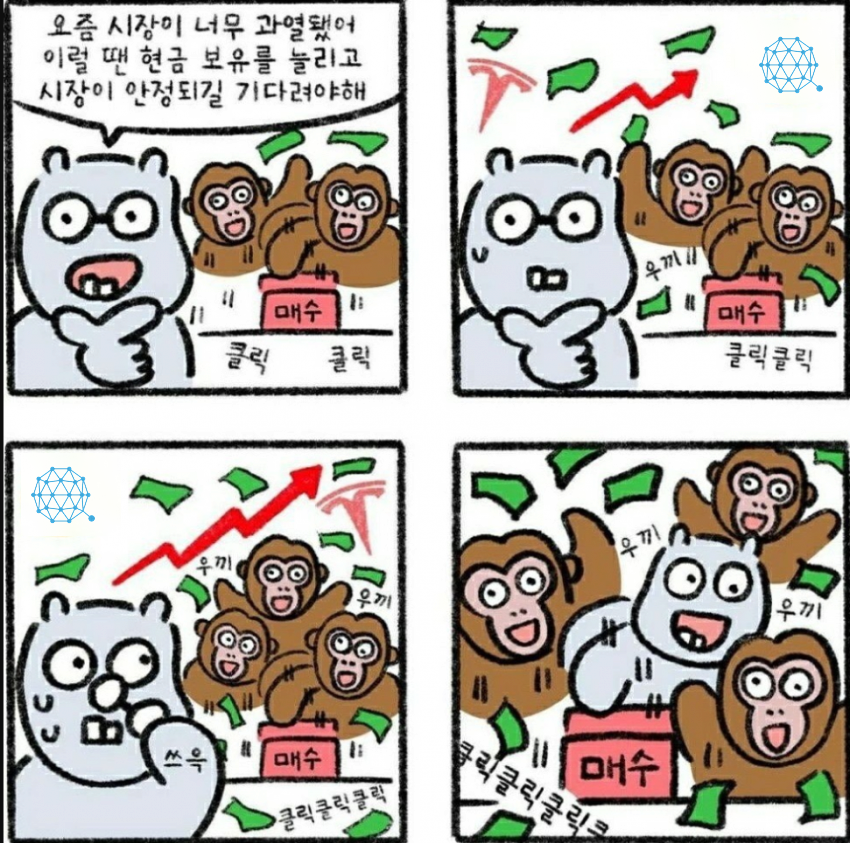 요즘 시장이 너무 과열됐어
이럴 땐 현금 보유를 늘리고
시장이 안정되길 기다려야해
매수
클릭 클릭
우끼
매수
클릭클릭
우끼
우끼
쓰윽
매수
클릭클릭클릭
우끼
우끼
매수
클릭클릭클릭ㅋ